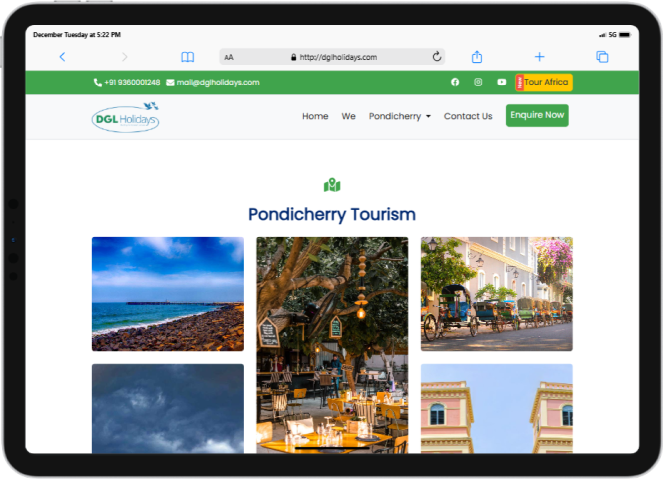 December Tuesday at 5:22 PM
5G
AA
http://dglholidays.com
+91 9360001248
mail@dglholidays.com
Tour Africa
DGL Holidays
Home
We
Pondicherry
Contact Us
Enquire Now
Pondicherry Tourism